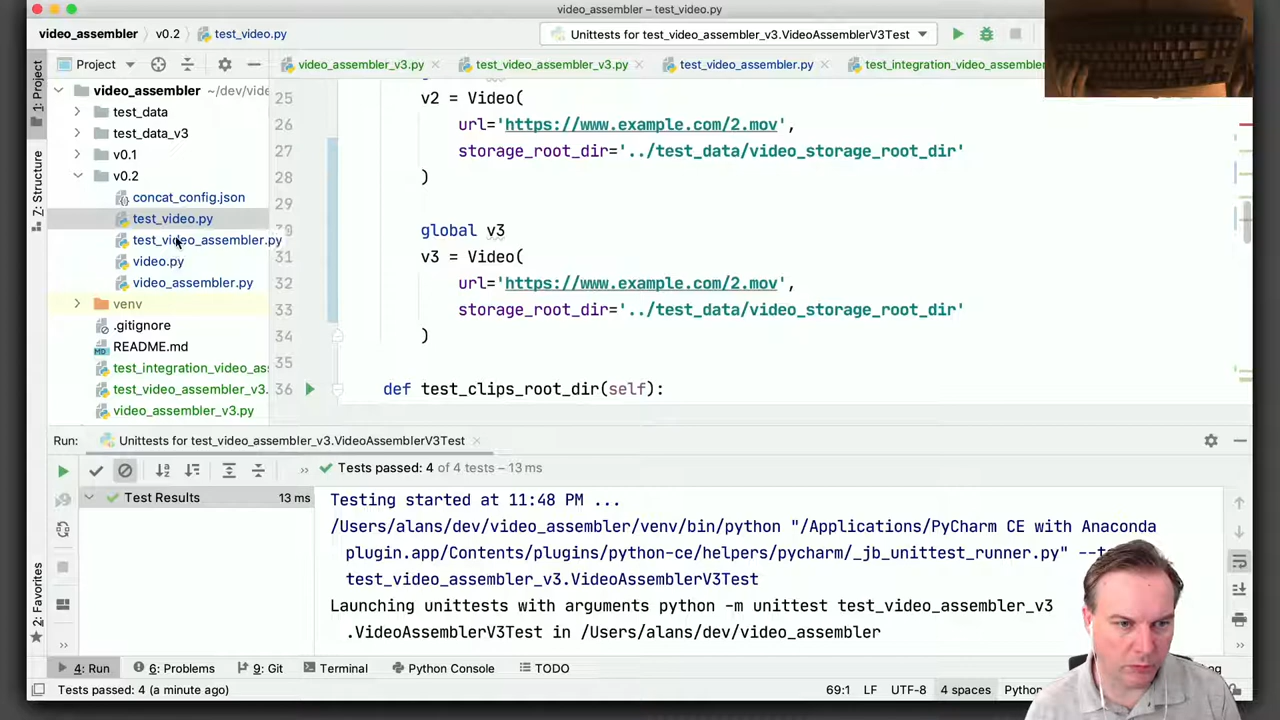 video_assembler – test_video.py
video_assembler
v0.2
test_video.py
Unittests for test_video_assembler_v3.VideoAssemblerV3Test
1: Project
Project
video_assembler_v3.py
test_video_assembler_v3.py
test_video_assembler.py
test_integration_video_assembler
video_assembler ~/dev/vide
test_data
test_data_v3
v0.1
v0.2
concat_config.json
test_video.py
test_video_assembler.py
video.py
video_assembler.py
venv
.gitignore
README.md
test_integration_video_as
test_video_assembler_v3.
video_assembler_v3.py
Z: Structure
2: Favorites
25 v2 = Video(
26 url='https://www.example.com/2.mov',
27 storage_root_dir='../test_data/video_storage_root_dir'
28 )
29
30 global v3
31 v3 = Video(
32 url='https://www.example.com/2.mov',
33 storage_root_dir='../test_data/video_storage_root_dir'
34 )
35
36 def test_clips_root_dir(self):
Run: Unittests for test_video_assembler_v3.VideoAssemblerV3Test
Tests passed: 4 of 4 tests – 13 ms
Test Results 13 ms
Testing started at 11:48 PM ...
/Users/alans/dev/video_assembler/venv/bin/python "/Applications/PyCharm CE with Anaconda
plugin.app/Contents/plugins/python-ce/helpers/pycharm/_jb_unittest_runner.py"
test_video_assembler_v3.VideoAssemblerV3Test
Launching unittests with arguments python -m unittest test_video_assembler_v3
.VideoAssemblerV3Test in /Users/alans/dev/video_assembler
4: Run
6: Problems
9: Git
Terminal
Python Console
TODO
Tests passed: 4 (a minute ago)
69:1 LF UTF-8 4 spaces Python